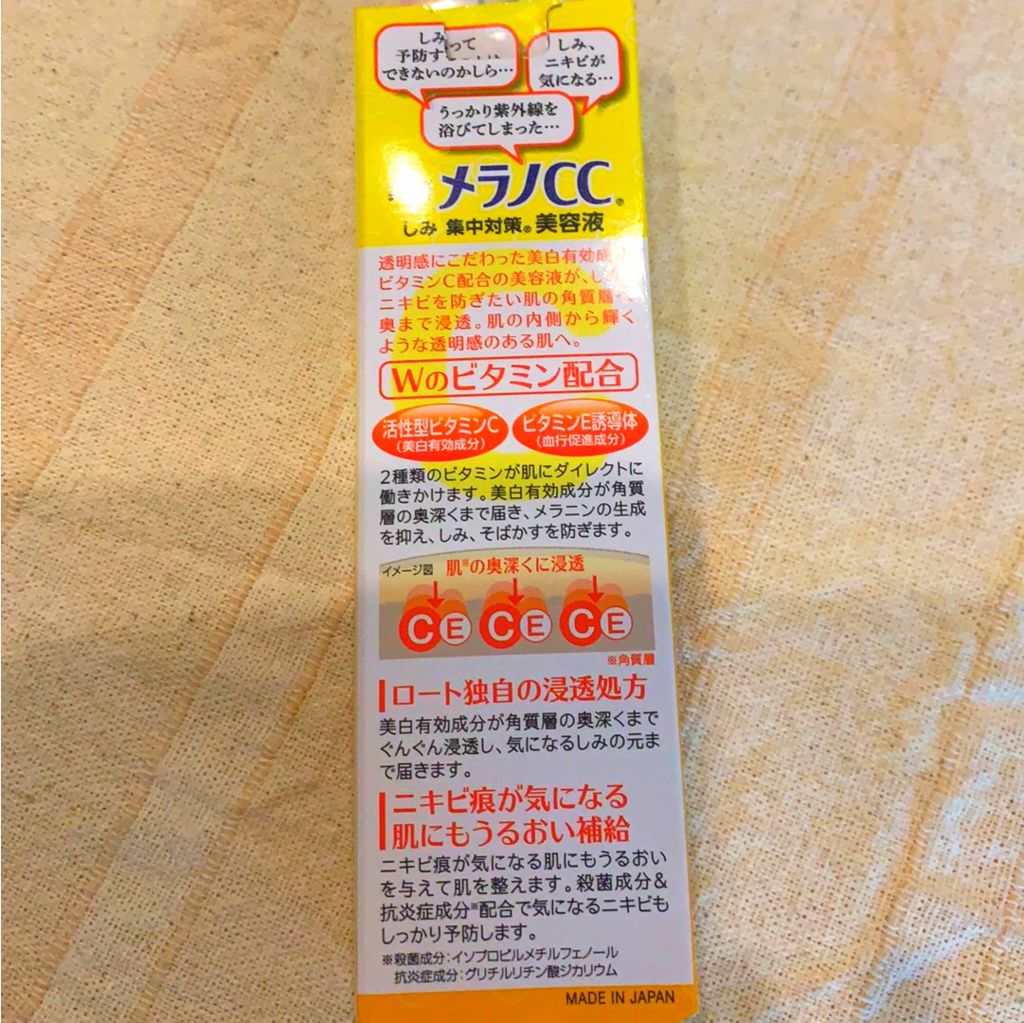 しみ って
予防す
できないのかしら…
しみ、
ニキビが
気になる…
うっかり紫外線を
浴びてしまった…
メラノCC®
しみ 集中対策® 美容液
透明感にこだわった美白有効成
ビタミンC配合の美容液が、し
ニキビを防ぎたい肌の角質層
奥まで浸透。肌の内側から輝く
ような透明感のある肌へ。
Wのビタミン配合
活性型ビタミンC
(美白有効成分)
ビタミンE誘導体
(血行促進成分)
2種類のビタミンが肌にダイレクトに
働きかけます。美白有効成分が角質
層の奥深くまで届き、メラニンの生成
を抑え、しみ、そばかすを防ぎます。
イメージ図 肌※の奥深くに浸透
C E C E C E
※角質層
ロート独自の浸透処方
美白有効成分が角質層の奥深くまで
ぐんぐん浸透し、気になるしみの元ま
で届きます。
ニキビ痕が気になる
肌にもうるおい補給
ニキビ痕が気になる肌にもうるおい
を与えて肌を整えます。殺菌成分&
抗炎症成分※配合で気になるニキビも
しっかり予防します。
※殺菌成分:イソプロピルメチルフェノール
抗炎症成分:グリチルリチン酸ジカリウム
MADE IN JAPAN